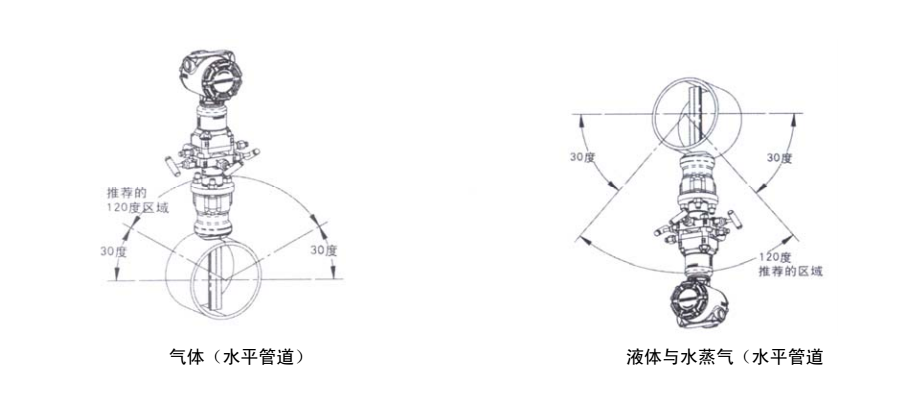 推荐的
120度区域
30度
30度
气体（水平管道）
30度
30度
120度
推荐的区域
液体与水蒸气（水平管道